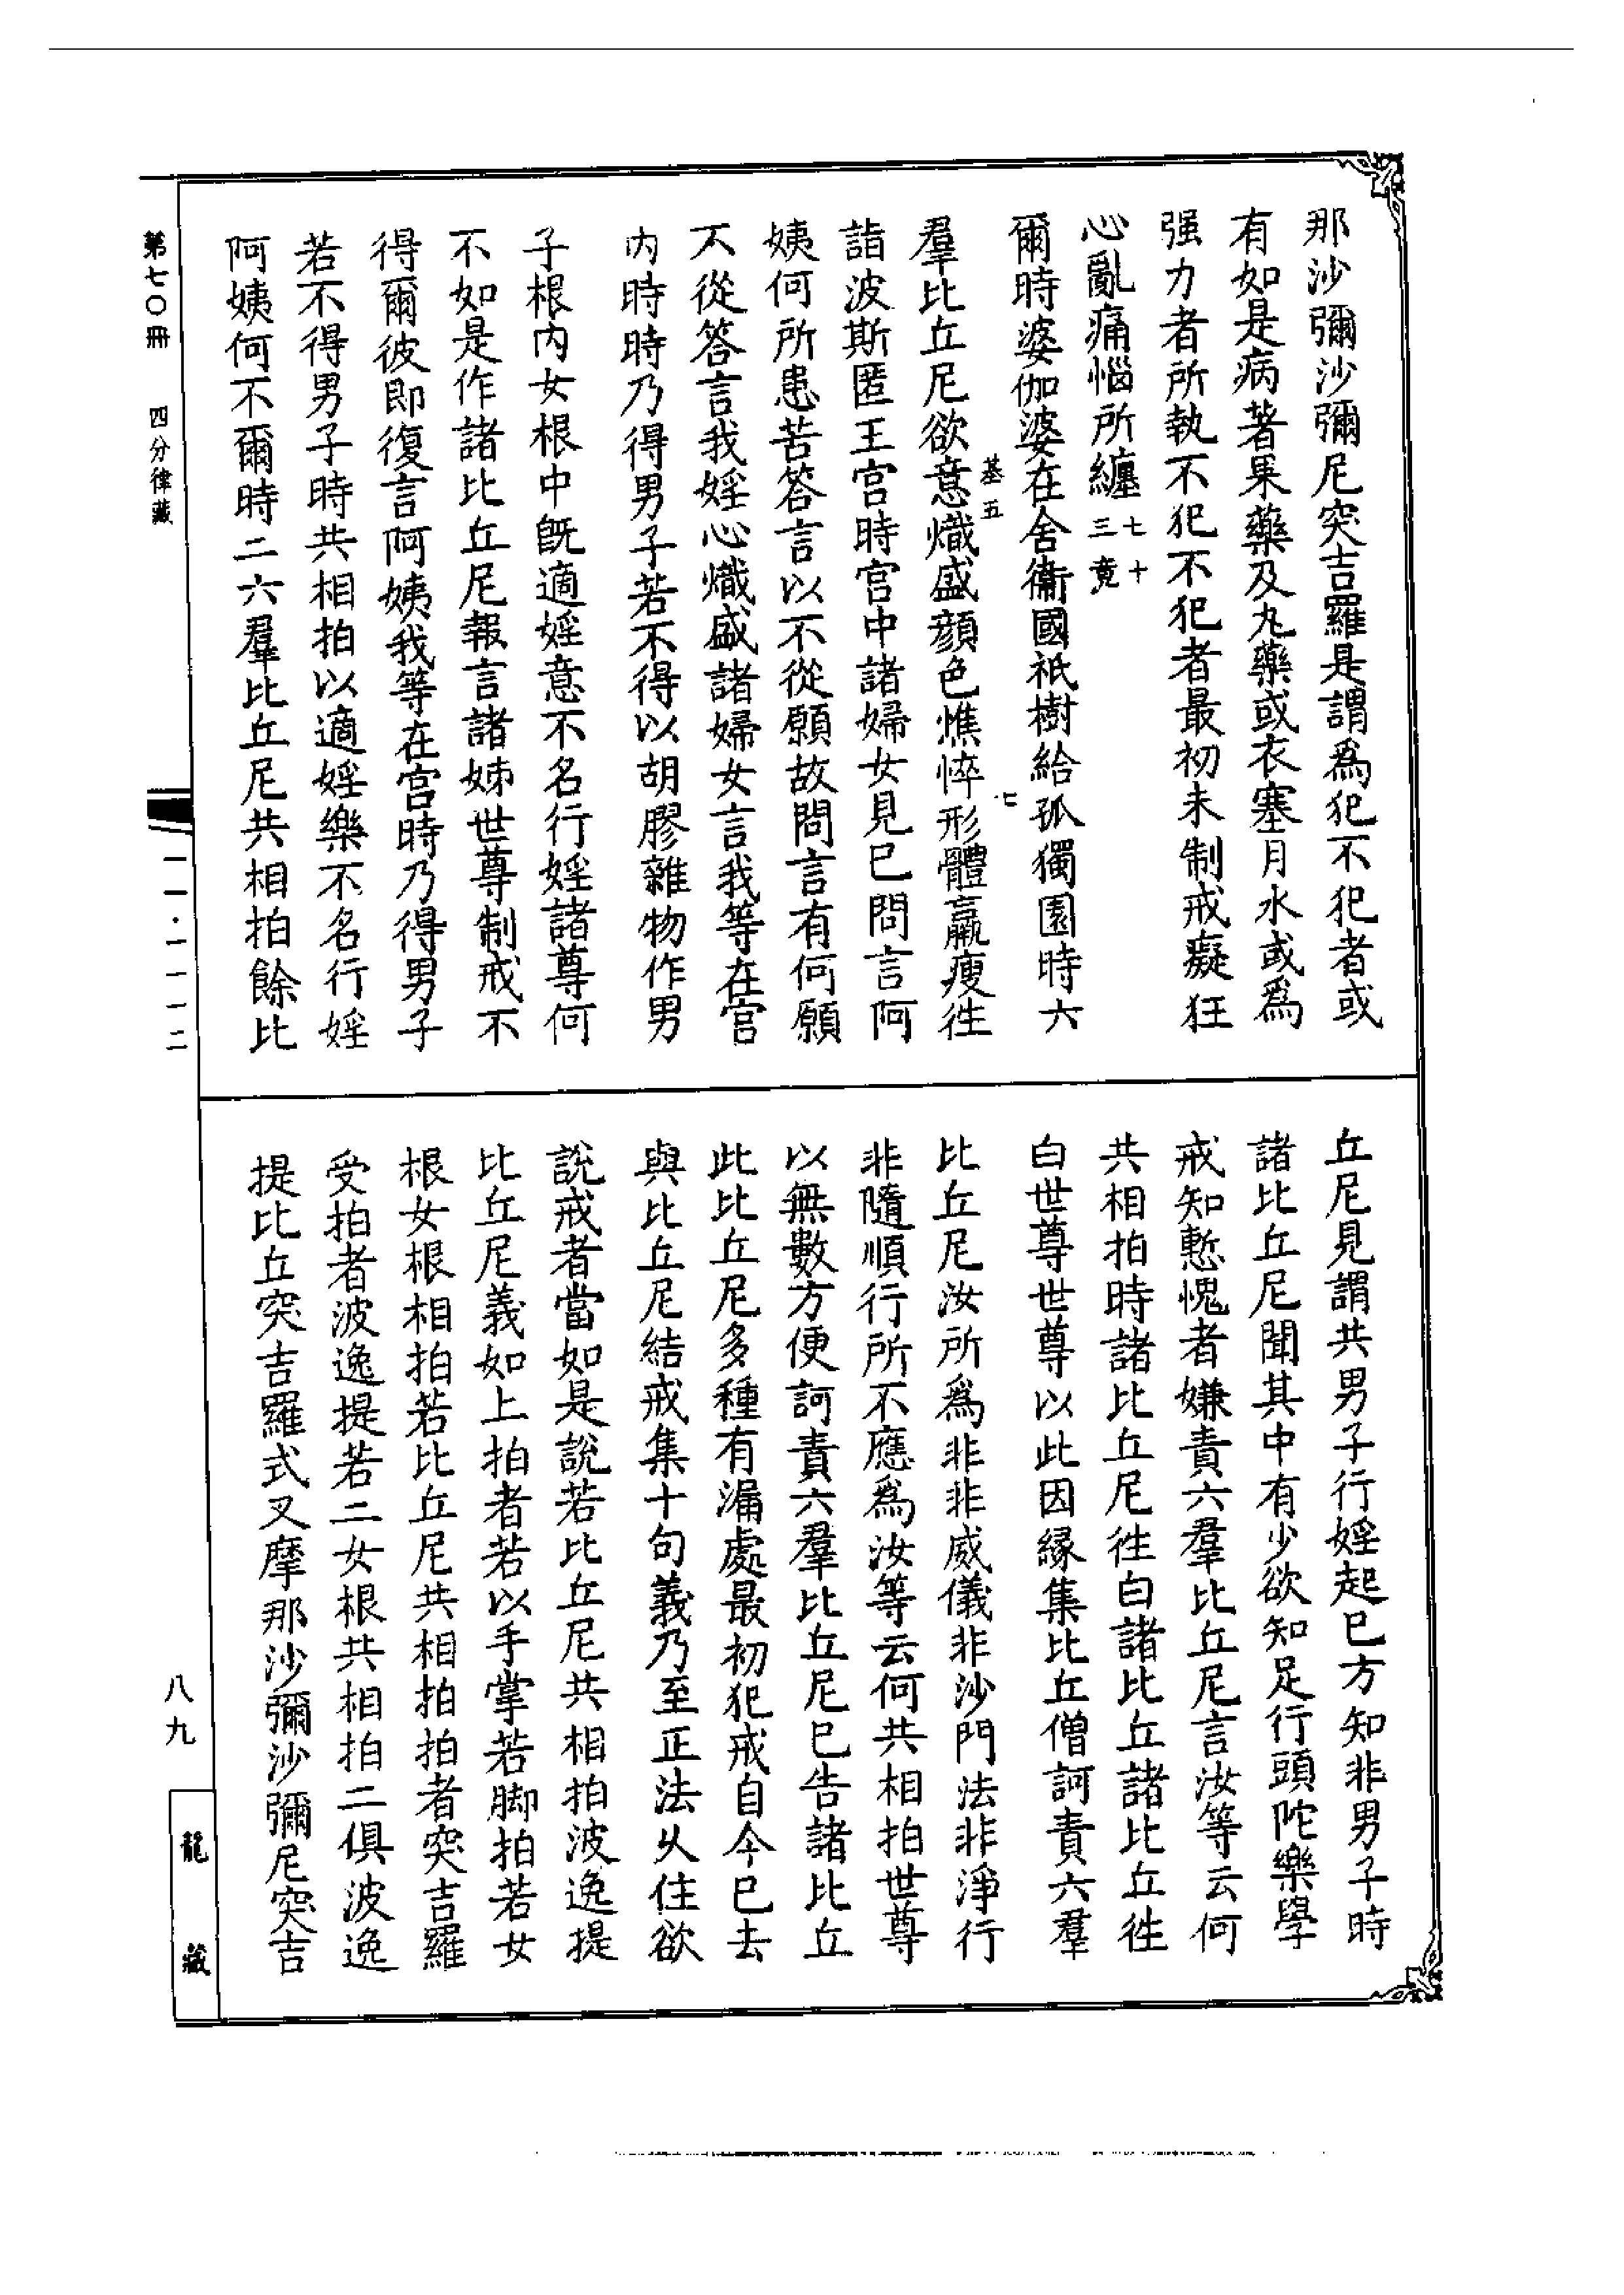 那沙彌沙彌尼突吉羅是謂為犯不犯者或
有如是病著果藥及丸藥或衣塞月水或為
强力者所執不犯不犯者最初未制戒癡狂
心亂痛惱所纏七十三竟
爾時婆伽婆在舍衞國祇樹給孤獨園時六
基五
七
羣比丘尼欲意熾盛顔色憔悴形體羸瘦往
詣波斯匿王宮時宮中諸婦女見已問言阿
姨何所患苦答言以不從願故問言有何願
不從答言我婬心熾盛諸婦女言我等在宮
内時時乃得男子若不得以胡膠雜物作男
子根内女根中旣適婬意不名行婬諸尊何
不如是作諸比丘尼報言諸姊世尊制戒不
得爾彼即復言阿姨我等在宮時乃得男子
若不得男子時共相拍以適婬樂不名行婬
阿姨何不爾時二六羣比丘尼共相拍餘比
丘尼見謂共男子行婬起已方知非男子時
諸比丘尼聞其中有少欲知足行頭陀樂學
戒知慙愧者嫌責六羣比丘尼言汝等云何
共相拍時諸比丘尼往白諸比丘諸比丘往
白世尊世尊以此因緣集比丘僧訶責六羣
比丘尼汝所為非非威儀非沙門法非淨行
非隨順行所不應為汝等云何共相拍世尊
以無數方便訶責六羣比丘尼已告諸比丘
此比丘尼多種有漏處最初犯戒自今已去
與比丘尼結戒集十句義乃至正法久住欲
說戒者當如是說若比丘尼共相拍波逸提
比丘尼義如上拍者若以手掌若脚拍若女
根女根相拍若比丘尼共相拍拍者突吉羅
受拍者波逸提若二女根共相拍二俱波逸
提比丘突吉羅式叉摩那沙彌沙彌尼突吉
第七〇冊　四分律藏
一一·一一一二
八九
龍藏